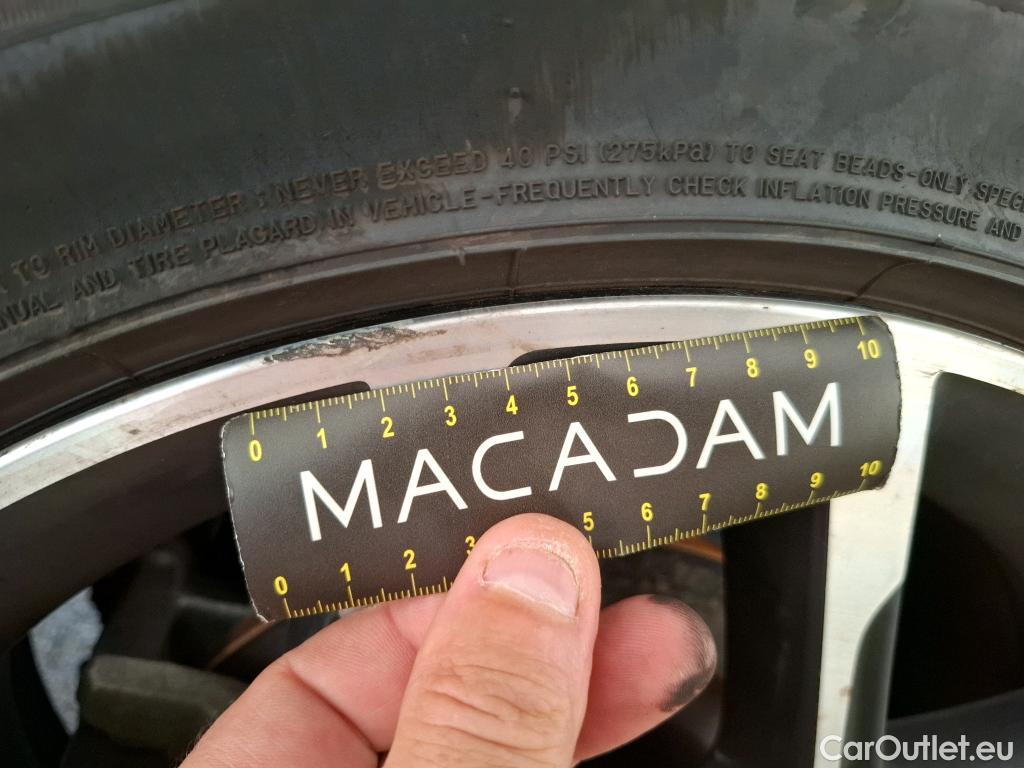 TO RIM DIAMETER : NEVER EXCEED 40 PSI (275kPa) TO SEAT BEADS-ONLY SPEC
NUAL AND TIRE PLACARD IN VEHICLE-FREQUENTLY CHECK INFLATION PRESSURE AND
0 1 2 3 4 5 6 7 8 9 10
MACADAM
0 1 2 3 5 6 7 8 9 10
CarOutlet.eu